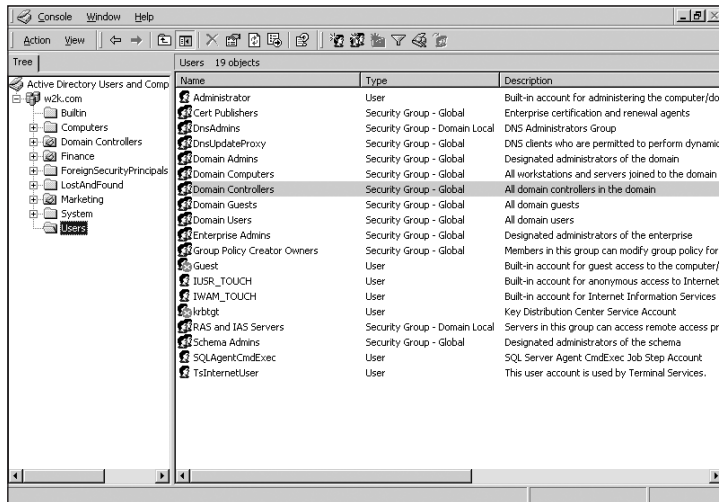 Console Window Help
Action View
Tree
Users 19 objects
Active Directory Users and Comp
w2k.com
Builtin
Computers
Domain Controllers
Finance
ForeignSecurityPrincipals
LostAndFound
Marketing
System
Users
Name Type Description
Administrator User Built-in account for administering the computer/do
Cert Publishers Security Group - Global Enterprise certification and renewal agents
DnsAdmins Security Group - Domain Local DNS Administrators Group
DnsUpdateProxy Security Group - Global DNS clients who are permitted to perform dynamic
Domain Admins Security Group - Global Designated administrators of the domain
Domain Computers Security Group - Global All workstations and servers joined to the domain
Domain Controllers Security Group - Global All domain controllers in the domain
Domain Guests Security Group - Global All domain guests
Domain Users Security Group - Global All domain users
Enterprise Admins Security Group - Global Designated administrators of the enterprise
Group Policy Creator Owners Security Group - Global Members in this group can modify group policy for
Guest User Built-in account for guest access to the computer/
IUSR_TOUCH User Built-in account for anonymous access to Internet
IWAM_TOUCH User Built-in account for Internet Information Services
krbtgt User Key Distribution Center Service Account
RAS and IAS Servers Security Group - Domain Local Servers in this group can access remote access pr
Schema Admins Security Group - Global Designated administrators of the schema
SQLAgentCmdExec User SQL Server Agent CmdExec Job Step Account
TsInternetUser User This user account is used by Terminal Services.